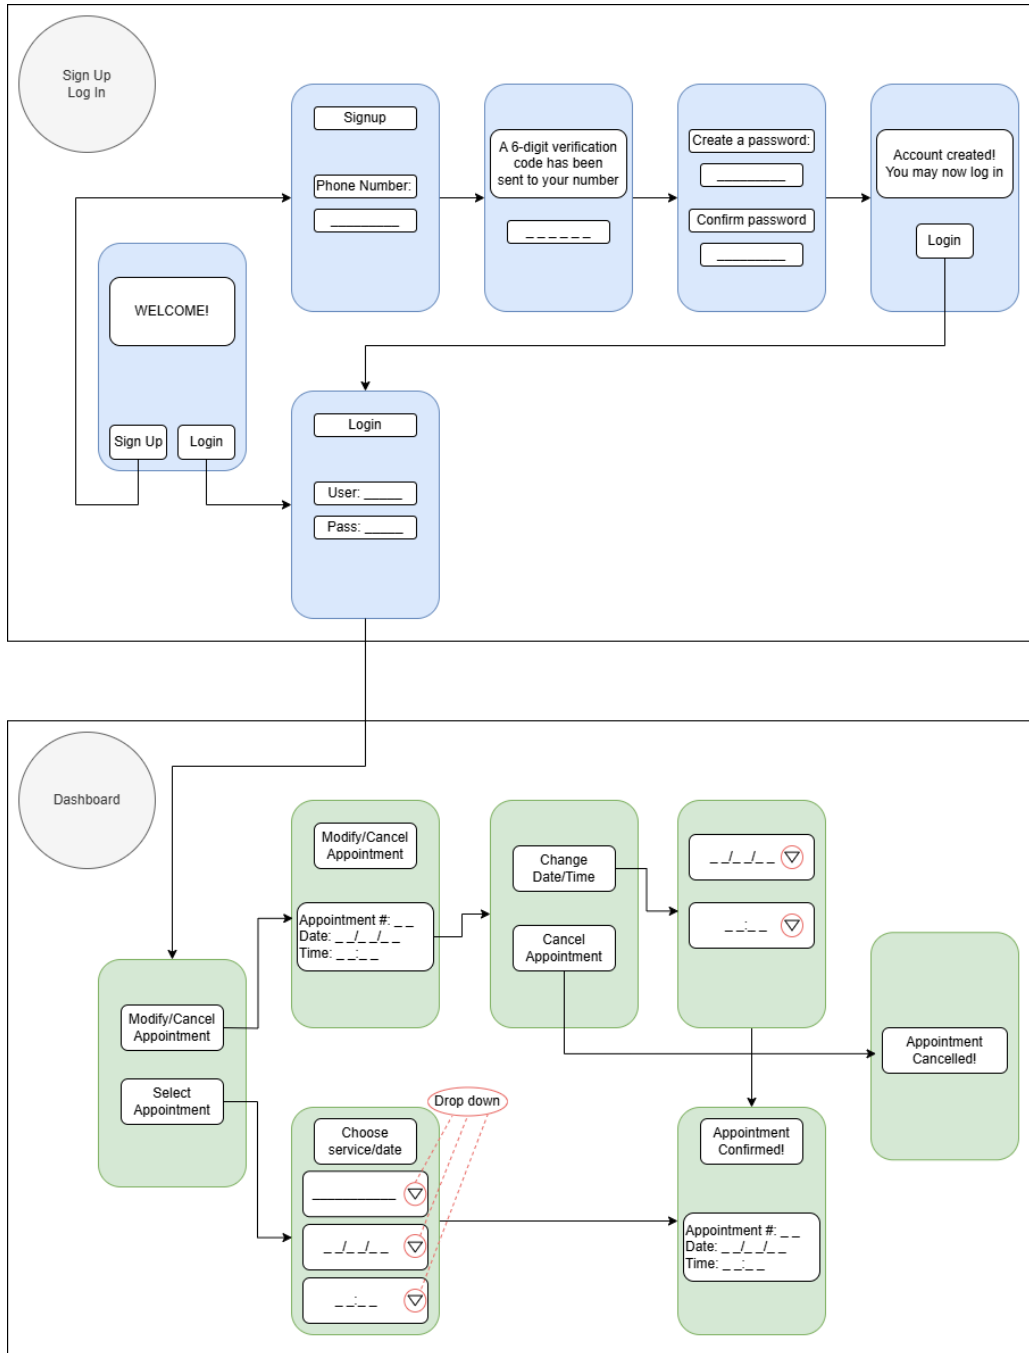 Sign Up
Log In
Signup
Phone Number:
_________
A 6-digit verification
code has been
sent to your number
_ _ _ _ _ _
Create a password:
_________
Confirm password
_________
Account created!
You may now log in
Login
WELCOME!
Sign Up
Login
Login
User: _____
Pass: _____
Dashboard
Modify/Cancel
Appointment
Appointment #: _ _
Date: _ _/_ _/_ _
Time: _ _:_ _
Change
Date/Time
Cancel
Appointment
_ _/_ _/_ _
_ _:_ _
Appointment
Cancelled!
Modify/Cancel
Appointment
Select
Appointment
Drop down
Choose
service/date
___________
_ _/_ _/_ _
_ _:_ _
Appointment
Confirmed!
Appointment #: _ _
Date: _ _/_ _/_ _
Time: _ _:_ _